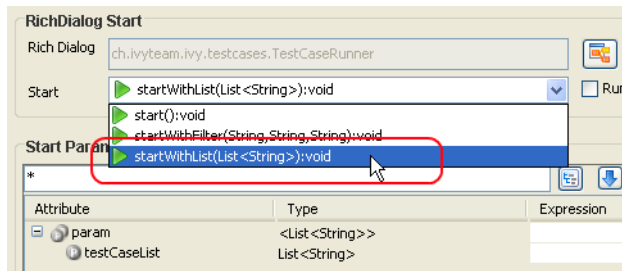 RichDialog Start
Rich Dialog ch.ivyteam.ivy.testcases.TestCaseRunner
Start startWithList(List<String>):void Ru
start():void
startWithFilter(String,String,String):void
Start Param startWithList(List<String>):void
*
Attribute Type Expression
param <List<String>>
testCaseList List<String>